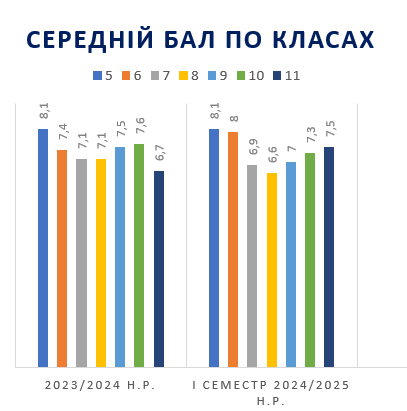 СЕРЕДНІЙ БАЛ ПО КЛАСАХ
5 6 7 8 9 10 11
8,1 7,4 7,1 7,1 7,5 7,6 6,7 8,1 8 6,9 6,6 7 7,3 7,5
2023/2024 Н.Р. І СЕМЕСТР 2024/2025
Н.Р.